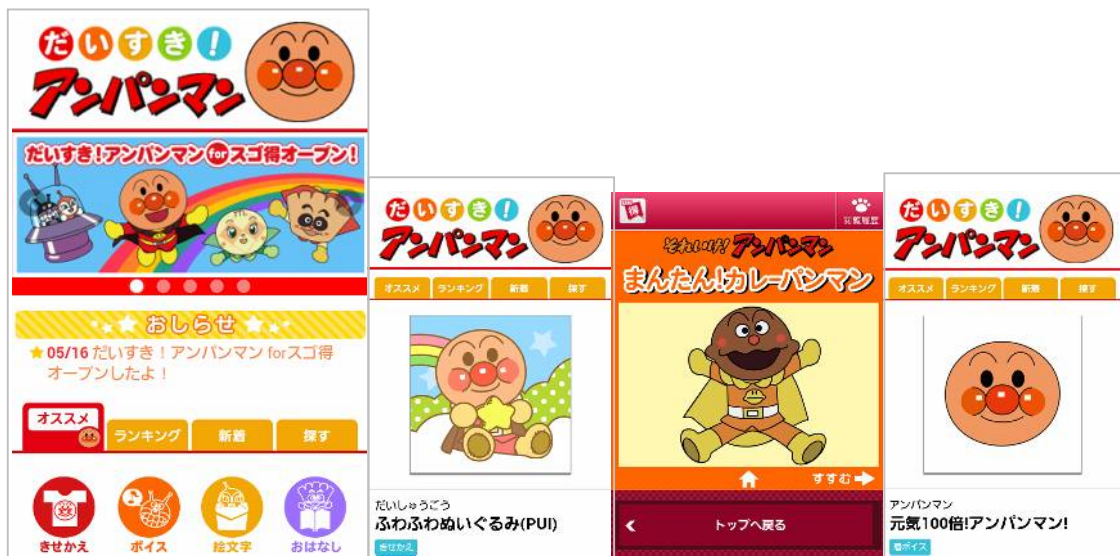 だいすき!
アンパンマン
だいすき!アンパンマンforスゴ得オープン!
おしらせ
05/16 だいすき!アンパンマン forスゴ得
オープンしたよ!
オススメ
ランキング
新着
探す
きせかえ
ボイス
絵文字
おはなし
だいすき!
アンパンマン
オススメ
ランキング
新着
探す
だいしゅうごう
ふわふわぬいぐるみ(PUI)
きせかえ
得
閲覧履歴
それいけ!アンパンマン
まんたん!カレーパンマン
すすむ
トップへ戻る
だいすき!
アンパンマン
オススメ
ランキング
新着
探す
アンパンマン
元気100倍!アンパンマン!